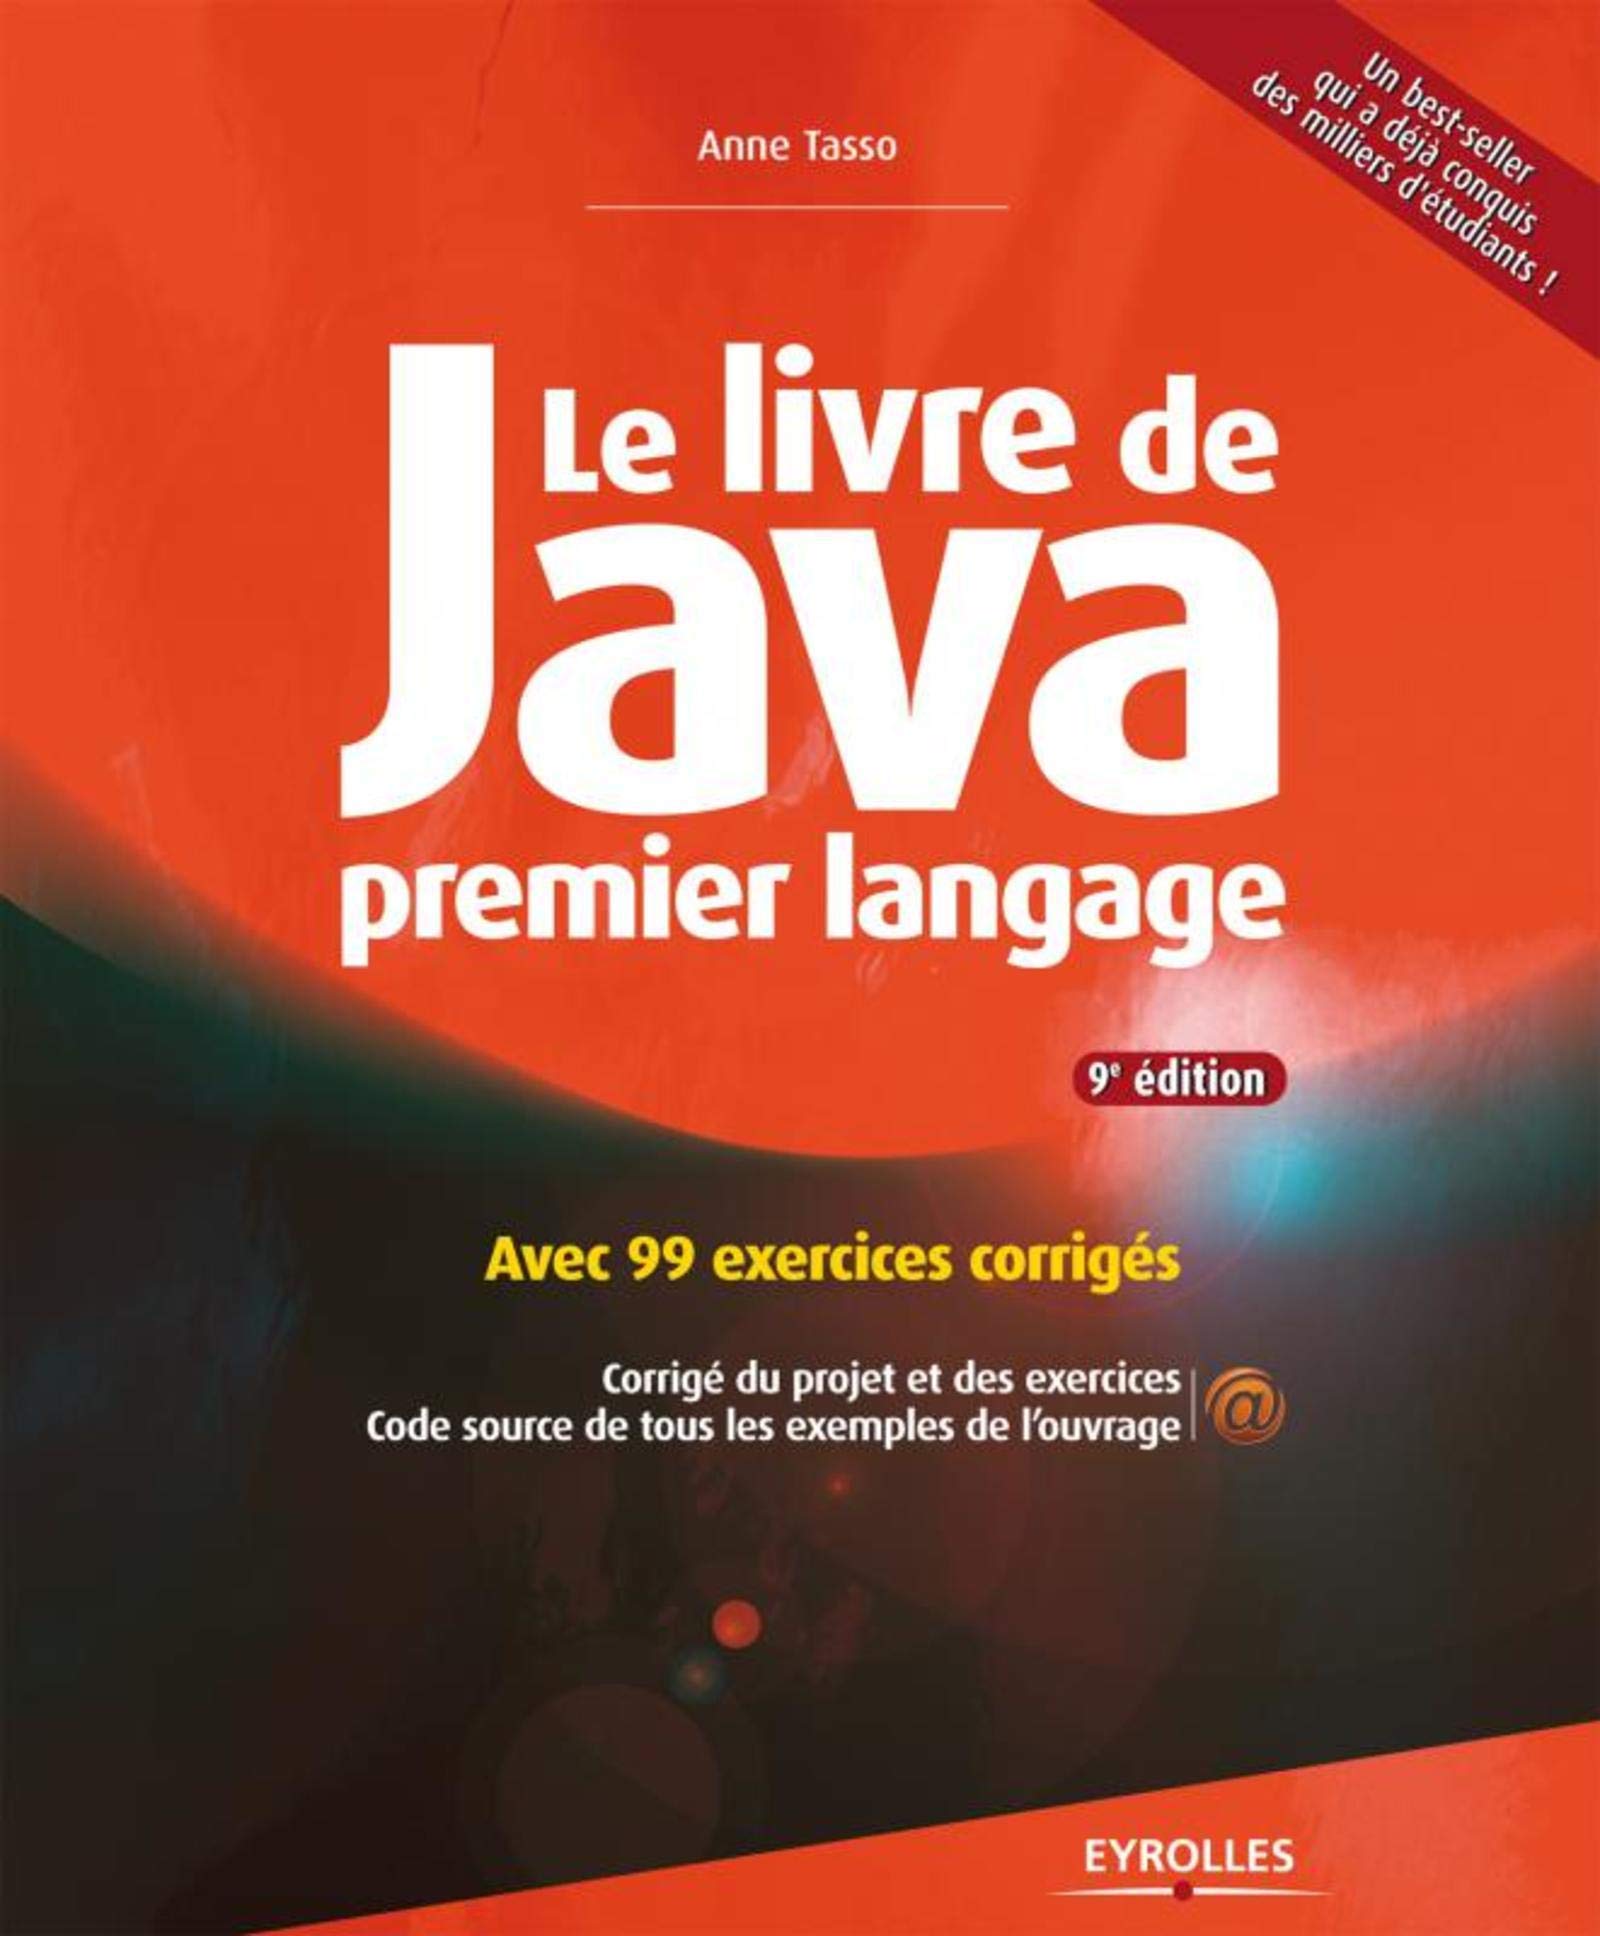 Anne Tasso
Un best-seller
qui a déjà conquis
des milliers d'étudiants !
Le livre de
Java
premier langage
9e édition
Avec 99 exercices corrigés
Corrigé du projet et des exercices
Code source de tous les exemples de l'ouvrage
@
EYROLLES